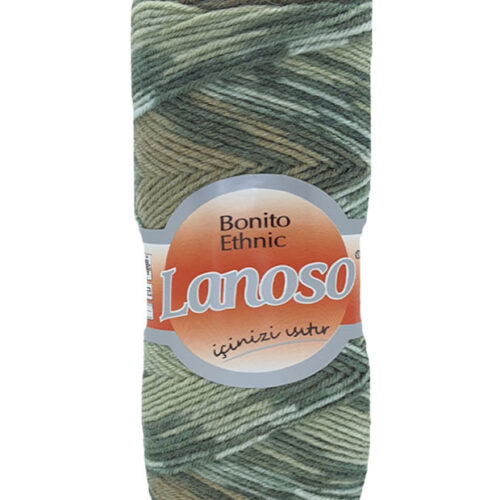 Bonito
Ethnic
Lanoso®
içinizi ısıtır